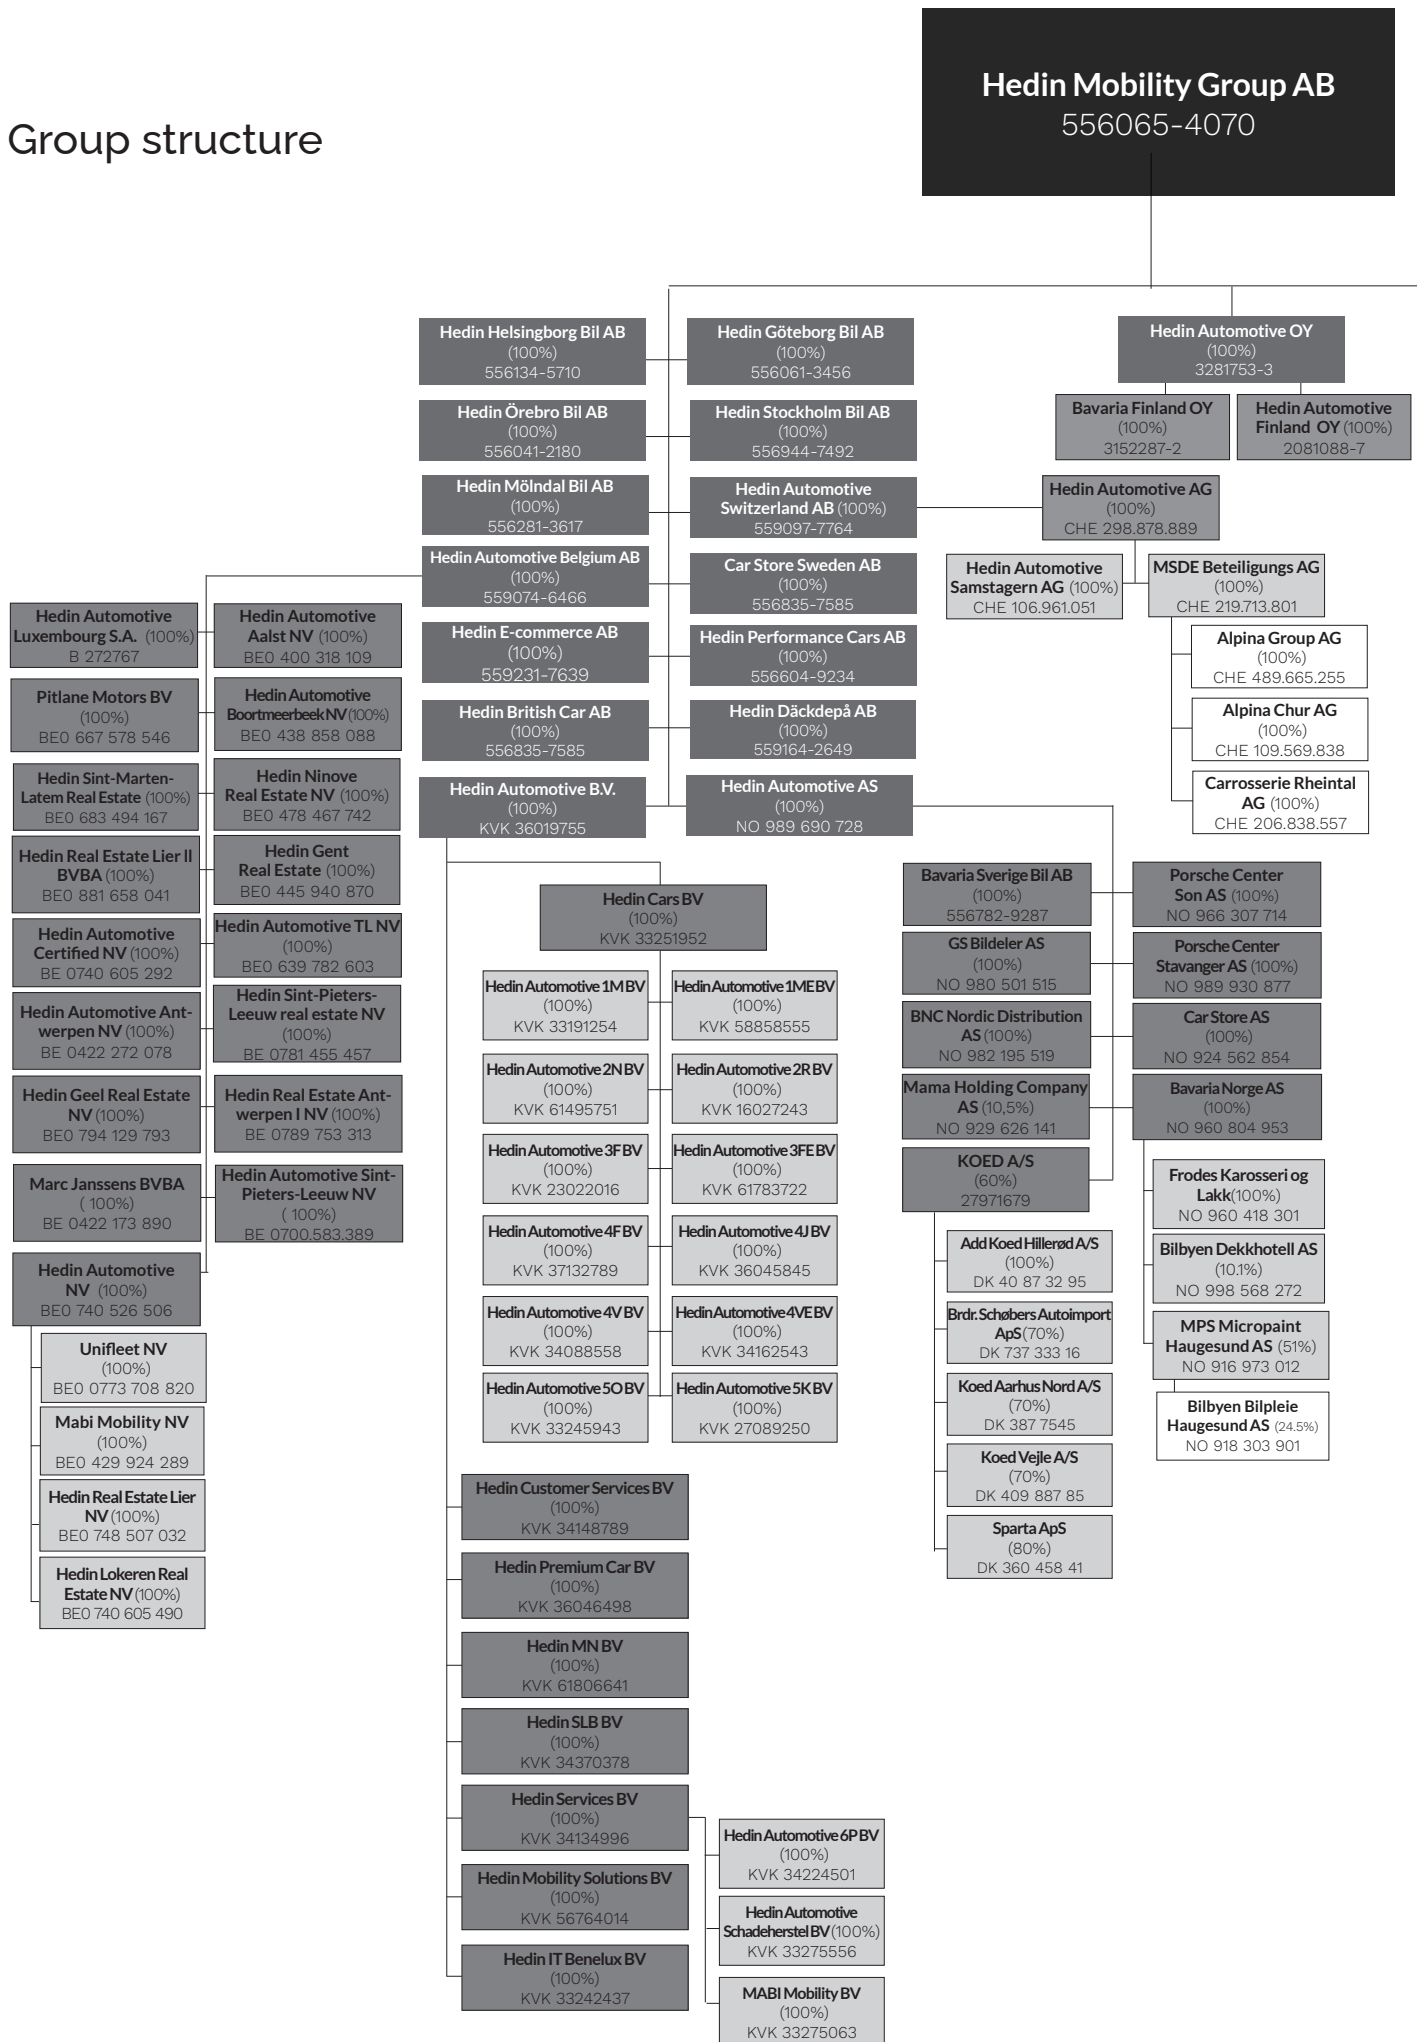 Group structure
Hedin Mobility Group AB
556065-4070
Hedin Helsingborg Bil AB
(100%)
556134-5710
Hedin Göteborg Bil AB
(100%)
556061-3456
Hedin Örebro Bil AB
(100%)
556041-2180
Hedin Stockholm Bil AB
(100%)
556944-7492
Hedin Mölndal Bil AB
(100%)
556281-3617
Hedin Automotive
Switzerland AB (100%)
559097-7764
Hedin Automotive Belgium AB
(100%)
559074-6466
Car Store Sweden AB
(100%)
556835-7585
Hedin E-commerce AB
(100%)
559231-7639
Hedin Performance Cars AB
(100%)
556604-9234
Hedin British Car AB
(100%)
556835-7585
Hedin Däckdepå AB
(100%)
559164-2649
Hedin Automotive B.V.
(100%)
KVK 36019755
Hedin Automotive AS
(100%)
NO 989 690 728
Hedin Automotive OY
(100%)
3281753-3
Bavaria Finland OY
(100%)
3152287-2
Hedin Automotive
Finland OY (100%)
2081088-7
Hedin Automotive AG
(100%)
CHE 298.878.889
Hedin Automotive
Samstagern AG (100%)
CHE 106.961.051
MSDE Beteiligungs AG
(100%)
CHE 219.713.801
Alpina Group AG
(100%)
CHE 489.665.255
Alpina Chur AG
(100%)
CHE 109.569.838
Carrosserie Rheintal
AG (100%)
CHE 206.838.557
Hedin Automotive
Luxembourg S.A. (100%)
B 272767
Hedin Automotive
Aalst NV (100%)
BE0 400 318 109
Pitlane Motors BV
(100%)
BE0 667 578 546
Hedin Automotive
Boortmeerbeek NV (100%)
BE0 438 858 088
Hedin Sint-Marten-
Latem Real Estate (100%)
BE0 683 494 167
Hedin Ninove
Real Estate NV (100%)
BE0 478 467 742
Hedin Real Estate Lier II
BVBA (100%)
BE0 881 658 041
Hedin Gent
Real Estate (100%)
BE0 445 940 870
Hedin Automotive
Certified NV (100%)
BE 0740 605 292
Hedin Automotive TL NV
(100%)
BE0 639 782 603
Hedin Automotive Ant-
werpen NV (100%)
BE 0422 272 078
Hedin Sint-Pieters-
Leeuw real estate NV
(100%)
BE 0781 455 457
Hedin Geel Real Estate
NV (100%)
BE0 794 129 793
Hedin Real Estate Ant-
werpen I NV (100%)
BE 0789 753 313
Marc Janssens BVBA
( 100%)
BE 0422 173 890
Hedin Automotive Sint-
Pieters-Leeuw NV
( 100%)
BE 0700.583.389
Hedin Automotive
NV (100%)
BE0 740 526 506
Unifleet NV
(100%)
BE0 0773 708 820
Mabi Mobility NV
(100%)
BE0 429 924 289
Hedin Real Estate Lier
NV (100%)
BE0 748 507 032
Hedin Lokeren Real
Estate NV (100%)
BE0 740 605 490
Hedin Cars BV
(100%)
KVK 33251952
Hedin Automotive 1M BV
(100%)
KVK 33191254
Hedin Automotive 1ME BV
(100%)
KVK 58858555
Hedin Automotive 2N BV
(100%)
KVK 61495751
Hedin Automotive 2R BV
(100%)
KVK 16027243
Hedin Automotive 3F BV
(100%)
KVK 23022016
Hedin Automotive 3FE BV
(100%)
KVK 61783722
Hedin Automotive 4F BV
(100%)
KVK 37132789
Hedin Automotive 4J BV
(100%)
KVK 36045845
Hedin Automotive 4V BV
(100%)
KVK 34088558
Hedin Automotive 4VE BV
(100%)
KVK 34162543
Hedin Automotive 5O BV
(100%)
KVK 33245943
Hedin Automotive 5K BV
(100%)
KVK 27089250
Hedin Customer Services BV
(100%)
KVK 34148789
Hedin Premium Car BV
(100%)
KVK 36046498
Hedin MN BV
(100%)
KVK 61806641
Hedin SLB BV
(100%)
KVK 34370378
Hedin Services BV
(100%)
KVK 34134996
Hedin Mobility Solutions BV
(100%)
KVK 56764014
Hedin IT Benelux BV
(100%)
KVK 33242437
Hedin Automotive 6P BV
(100%)
KVK 34224501
Hedin Automotive
Schadeherstel BV (100%)
KVK 33275556
MABI Mobility BV
(100%)
KVK 33275063
Bavaria Sverige Bil AB
(100%)
556782-9287
Porsche Center
Son AS (100%)
NO 966 307 714
GS Bildeler AS
(100%)
NO 980 501 515
Porsche Center
Stavanger AS (100%)
NO 989 930 877
BNC Nordic Distribution
AS (100%)
NO 982 195 519
Car Store AS
(100%)
NO 924 562 854
Mama Holding Company
AS (10,5%)
NO 929 626 141
Bavaria Norge AS
(100%)
NO 960 804 953
KOED A/S
(60%)
27971679
Add Koed Hillerød A/S
(100%)
DK 40 87 32 95
Brdr. Schøbers Autoimport
ApS (70%)
DK 737 333 16
Koed Aarhus Nord A/S
(70%)
DK 387 7545
Koed Vejle A/S
(70%)
DK 409 887 85
Sparta ApS
(80%)
DK 360 458 41
Frodes Karosseri og
Lakk (100%)
NO 960 418 301
Bilbyen Dekkhotell AS
(10.1%)
NO 998 568 272
MPS Micropaint
Haugesund AS (51%)
NO 916 973 012
Bilbyen Bilpleie
Haugesund AS (24.5%)
NO 918 303 901